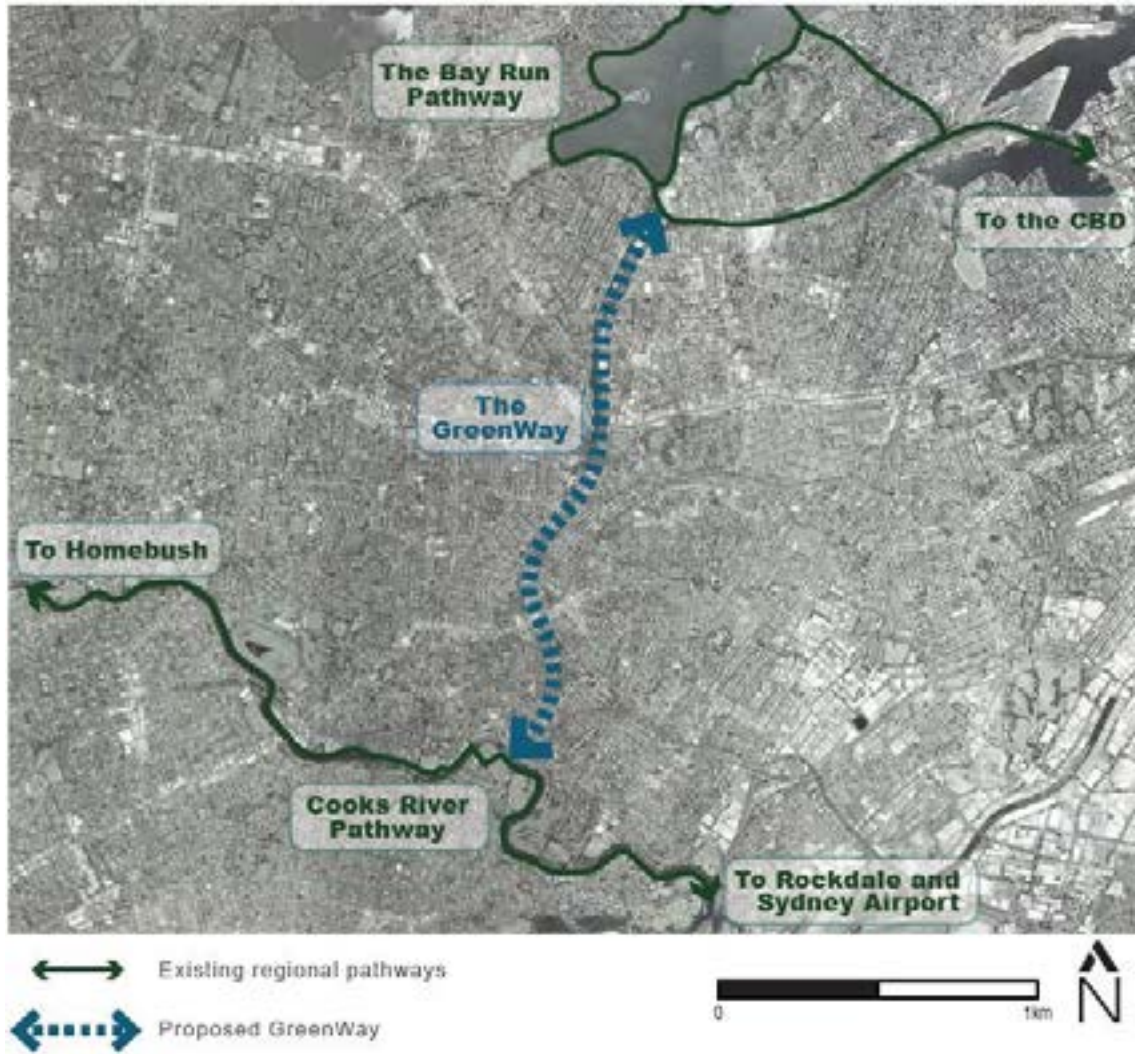 The Bay Run
Pathway
To the CBD
The
GreenWay
To Homebush
Cooks River
Pathway
To Rockdale and
Sydney Airport
Existing regional pathways
Proposed GreenWay
0
1km
N